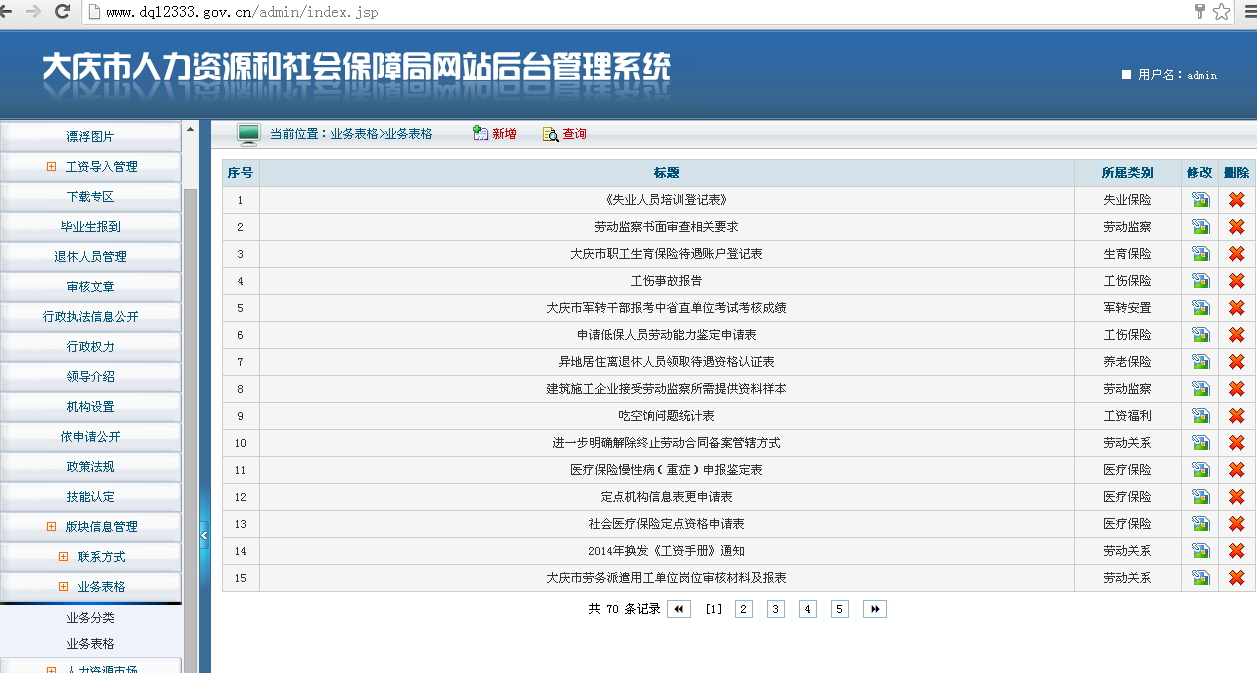 www.dq12333.gov.cn/admin/index.jsp
大庆市人力资源和社会保障局网站后台管理系统
用户名：admin
漂浮图片
工资导入管理
下载专区
毕业生报到
退休人员管理
审核文章
行政执法信息公开
行政权力
领导介绍
机构设置
依申请公开
政策法规
技能认定
版块信息管理
联系方式
业务表格
业务分类
业务表格
人力资源市场
当前位置：业务表格>业务表格 新增 查询
序号 标题 所属类别 修改 删除
1 《失业人员培训登记表》 失业保险
2 劳动监察书面审查相关要求 劳动监察
3 大庆市职工生育保险待遇账户登记表 生育保险
4 工伤事故报告 工伤保险
5 大庆市军转干部报考中省直单位考试考核成绩 军转安置
6 申请低保人员劳动能力鉴定申请表 工伤保险
7 异地居住离退休人员领取待遇资格认证表 养老保险
8 建筑施工企业接受劳动监察所需提供资料样本 劳动监察
9 吃空饷问题统计表 工资福利
10 进一步明确解除终止劳动合同备案管辖方式 劳动关系
11 医疗保险慢性病（重症）申报鉴定表 医疗保险
12 定点机构信息表更申请表 医疗保险
13 社会医疗保险定点资格申请表 医疗保险
14 2014年换发《工资手册》通知 劳动关系
15 大庆市劳务派遣用工单位岗位审核材料及报表 劳动关系
共 70 条记录 [1] 2 3 4 5